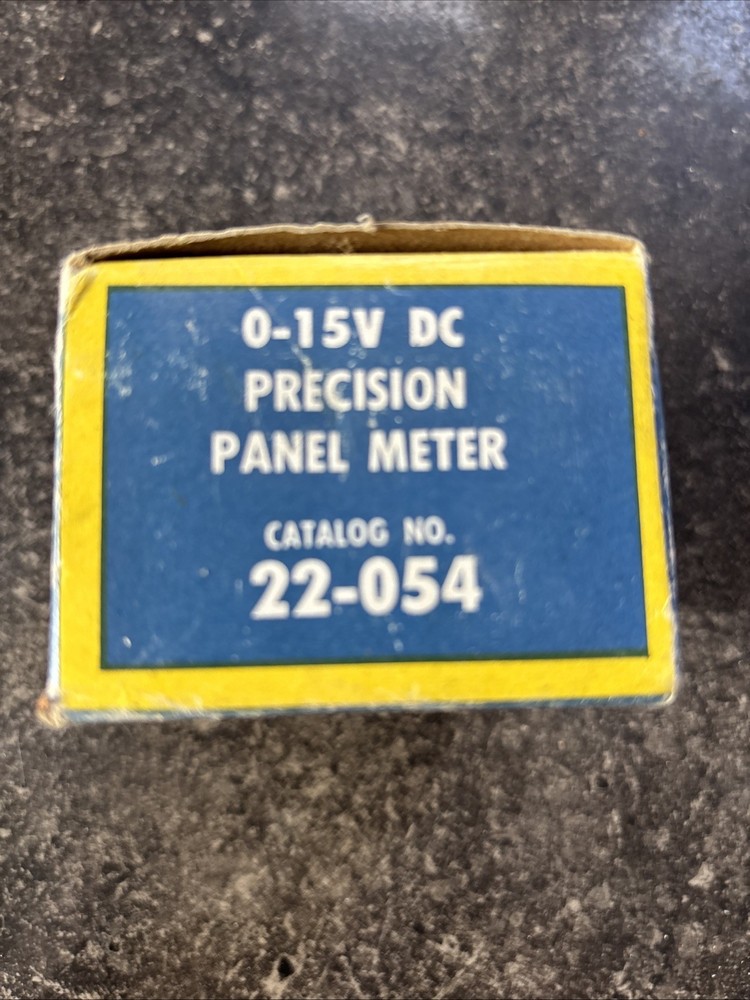 0-15V DC
PRECISION
PANEL METER
CATALOG NO.
22-054